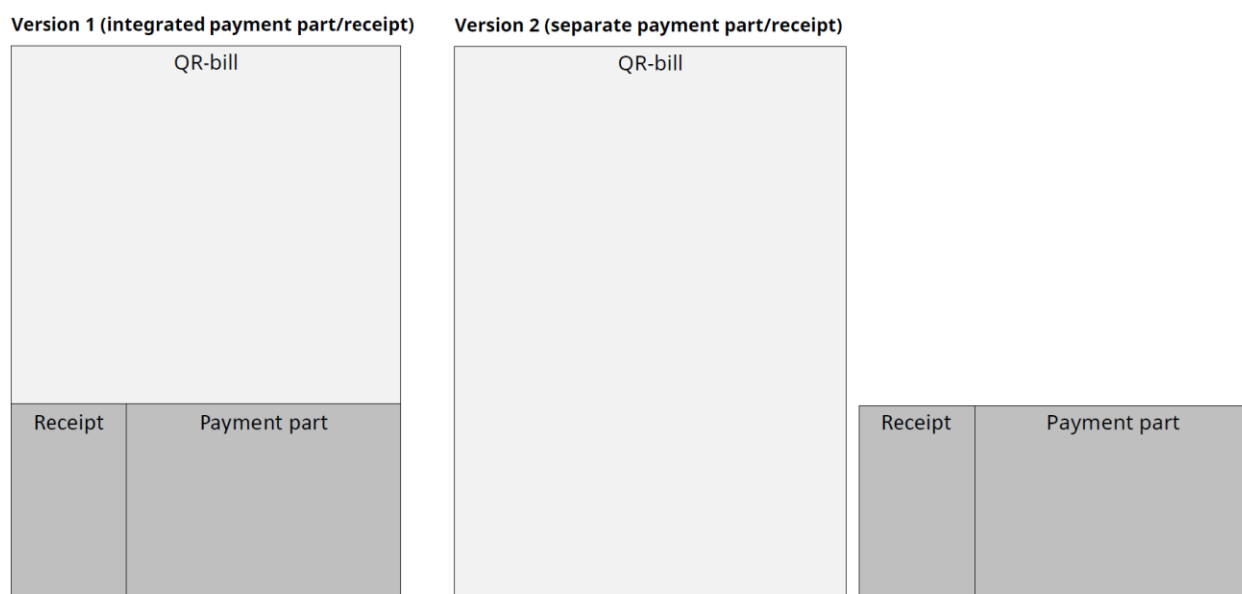 Version 1 (integrated payment part/receipt)
QR-bill
Receipt
Payment part
Version 2 (separate payment part/receipt)
QR-bill
Receipt
Payment part